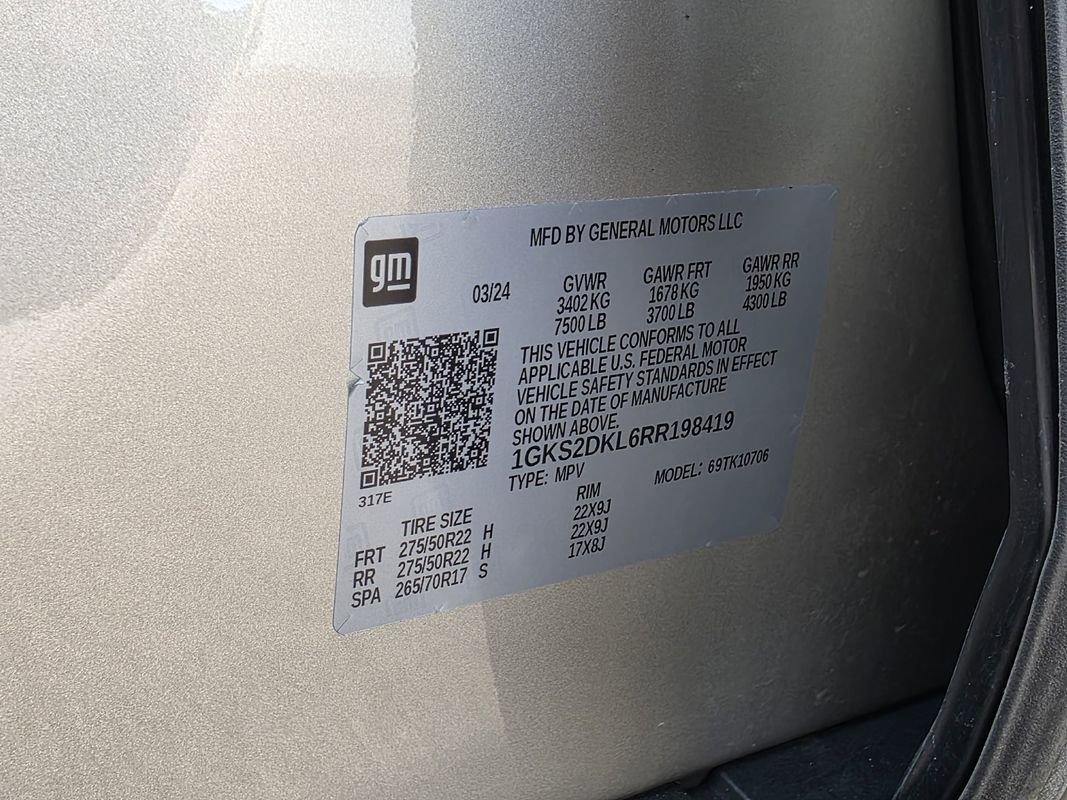 MFD BY GENERAL MOTORS LLC
gm
03/24
GVWR GAWR FRT GAWR RR
3402 KG 1678 KG 1950 KG
7500 LB 3700 LB 4300 LB
THIS VEHICLE CONFORMS TO ALL
APPLICABLE U.S. FEDERAL MOTOR
VEHICLE SAFETY STANDARDS IN EFFECT
ON THE DATE OF MANUFACTURE
SHOWN ABOVE.
1GKS2DKL6RR198419
TYPE: MPV MODEL: 69TK10706
317E
TIRE SIZE RIM
FRT 275/50R22 H 22X9J
RR 275/50R22 H 22X9J
SPA 265/70R17 S 17X8J